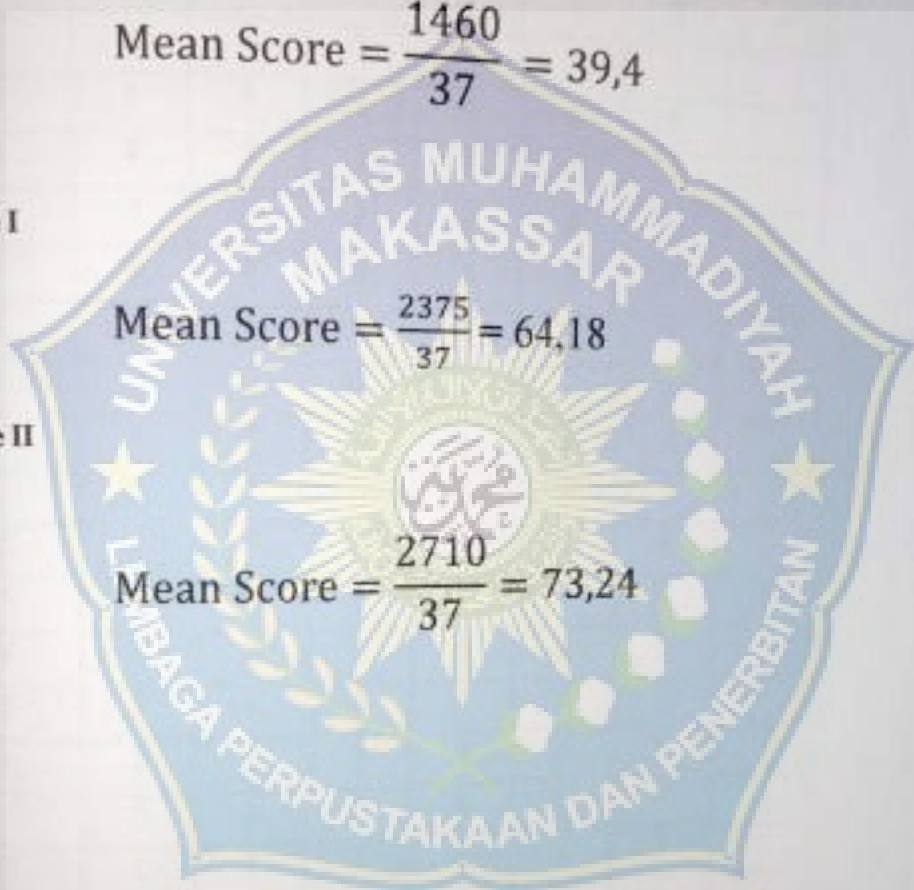 Mean Score = 1460/37 = 39,4
I
Mean Score = 2375/37 = 64,18
II
Mean Score = 2710/37 = 73,24
UNIVERSITAS MUHAMMADIYAH
MAKASSAR
محمد
LEMBAGA PERPUSTAKAAN DAN PENERBITAN